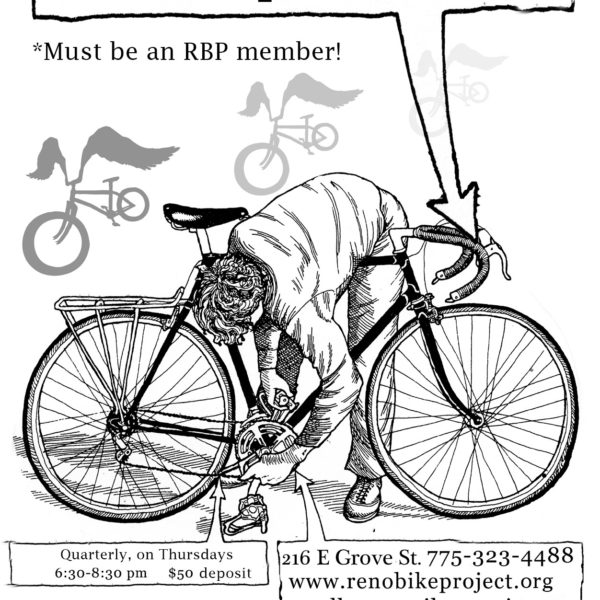 *Must be an RBP member!
Quarterly, on Thursdays
6:30-8:30 pm $50 deposit
216 E Grove St. 775-323-4488
www.renobikeproject.org